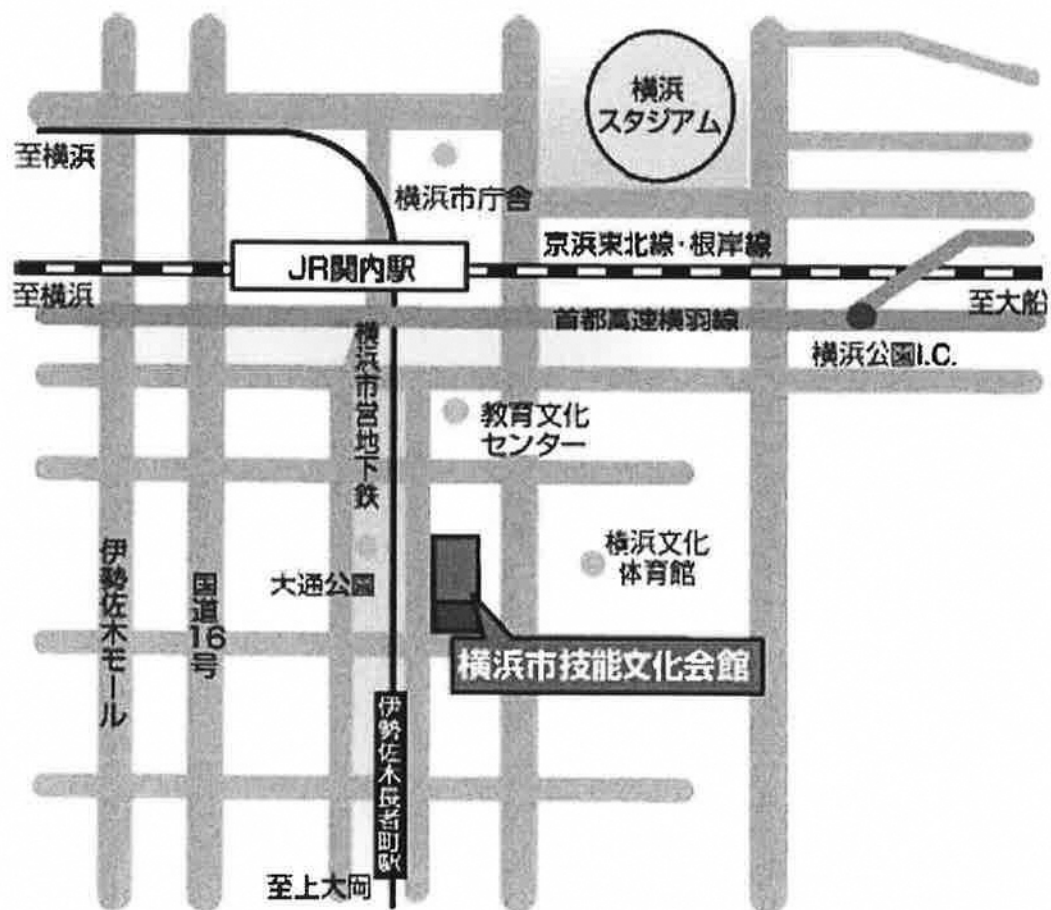 横浜
スタジアム
至横浜
横浜市庁舎
京浜東北線・根岸線
JR関内駅
至横浜
至大船
首都高速横羽線
横浜公園I.C.
横浜市営地下鉄
教育文化
センター
横浜文化
体育館
大通公園
伊勢佐木モール
国道16号
横浜市技能文化会館
伊勢佐木長者町駅
至上大岡